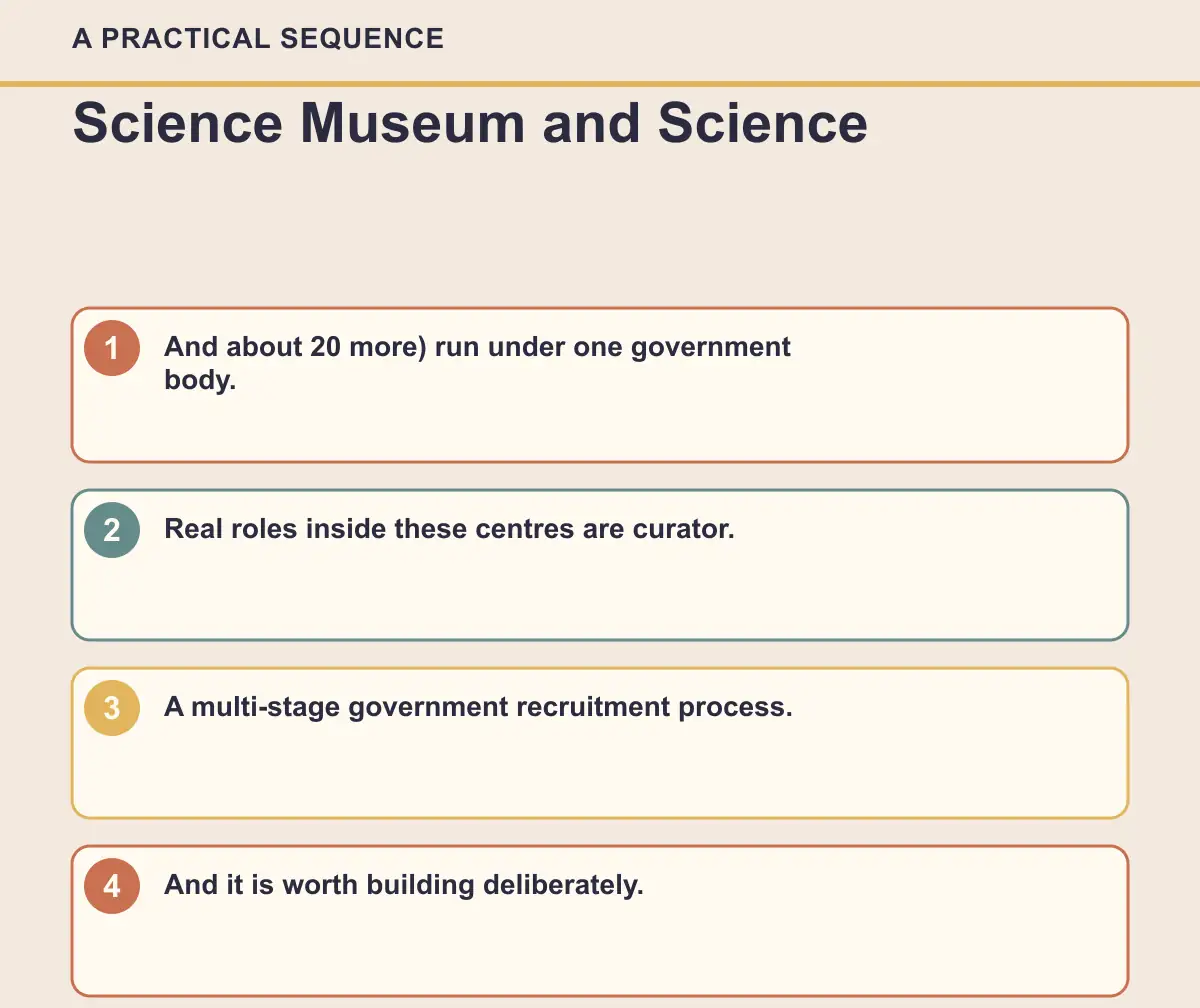 A PRACTICAL SEQUENCE
Science Museum and Science
1
And about 20 more) run under one government
body.
2
Real roles inside these centres are curator.
3
A multi-stage government recruitment process.
4
And it is worth building deliberately.